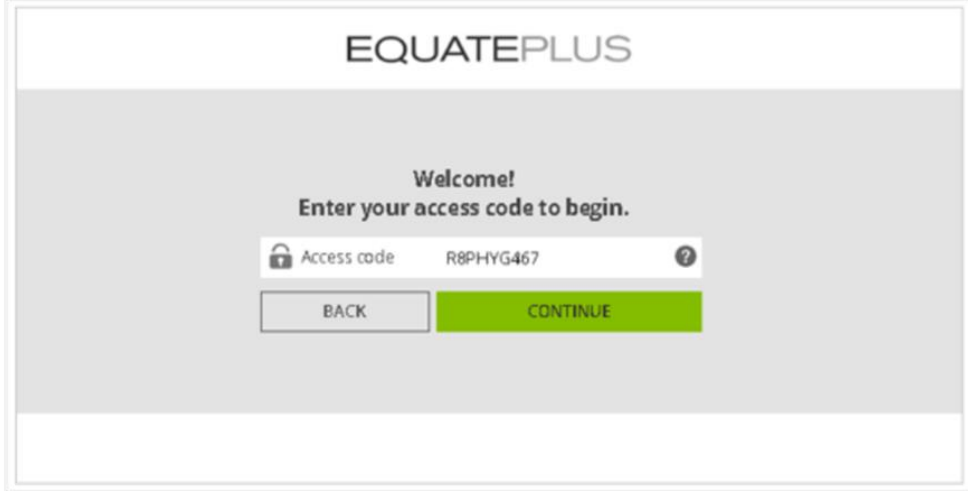 EQUATEPLUS
Welcome!
Enter your access code to begin.
Access code R8PHYG467 ?
BACK CONTINUE